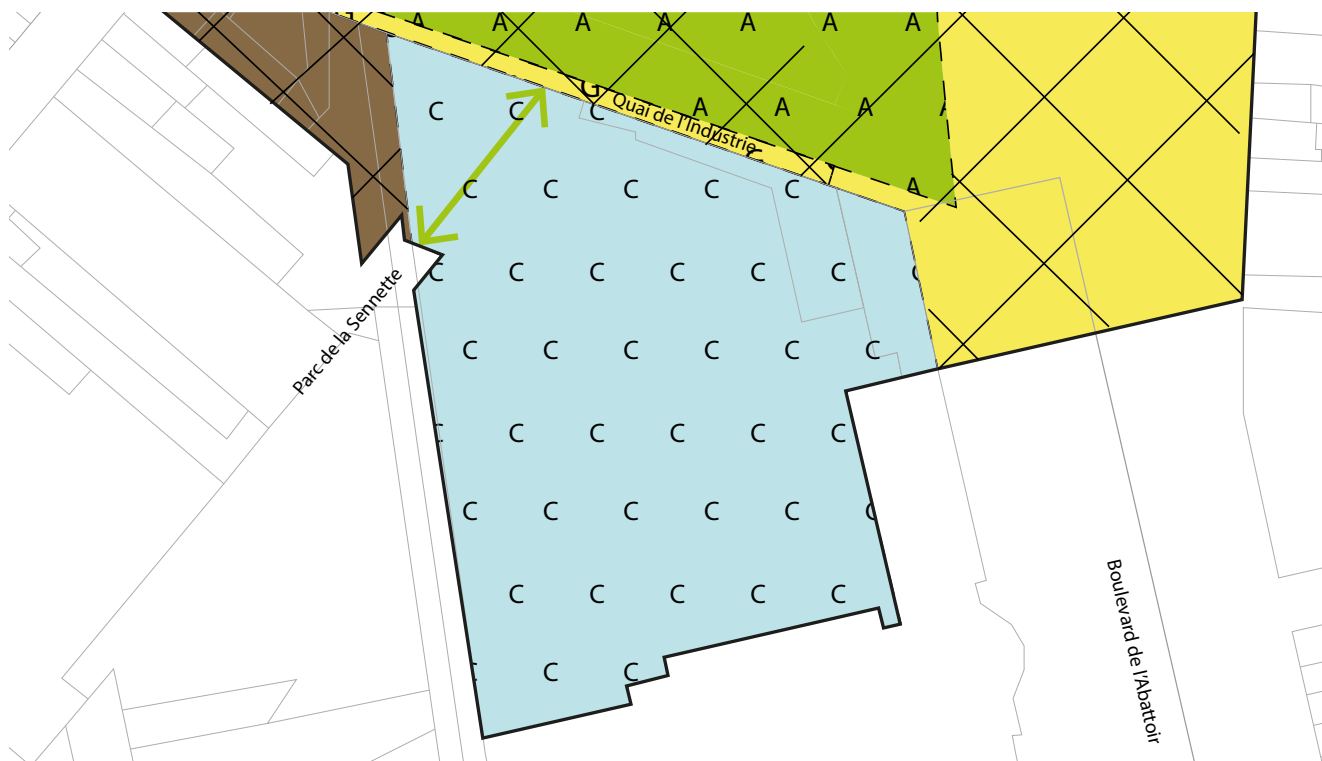 A A A A A A A
G
Quai de l'Industrie
C C C A A A
C C C C C A
C C C C C C
Parc de la Sennette
C C C C C C
C C C C C
C C C C C
C C C C C
Boulevard de l'Abattoir
C C